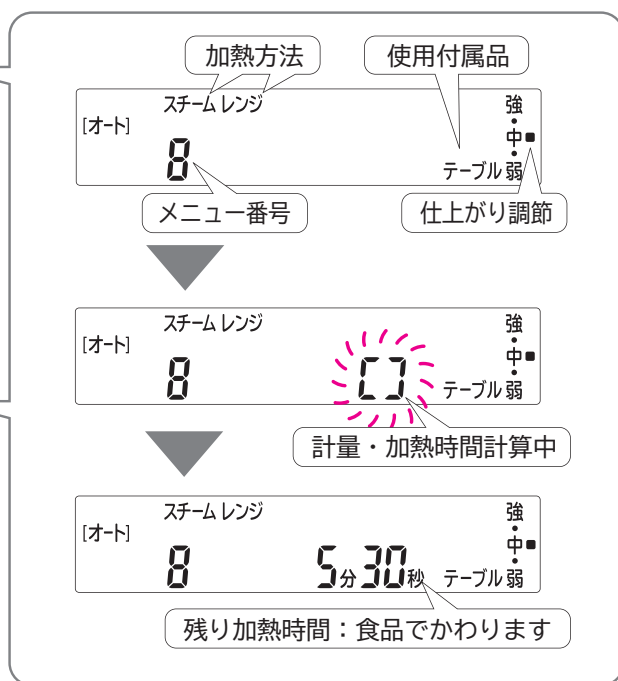 加熱方法 使用付属品
スチーム レンジ 強
[オート] ・
中■
8 ・
テーブル 弱
メニュー番号 仕上がり調節
スチーム レンジ 強
[オート] ・
中■
8 [ ] ・
テーブル 弱
計量・加熱時間計算中
スチーム レンジ 強
[オート] ・
中■
8 5分30秒 ・
テーブル 弱
残り加熱時間：食品でかわります